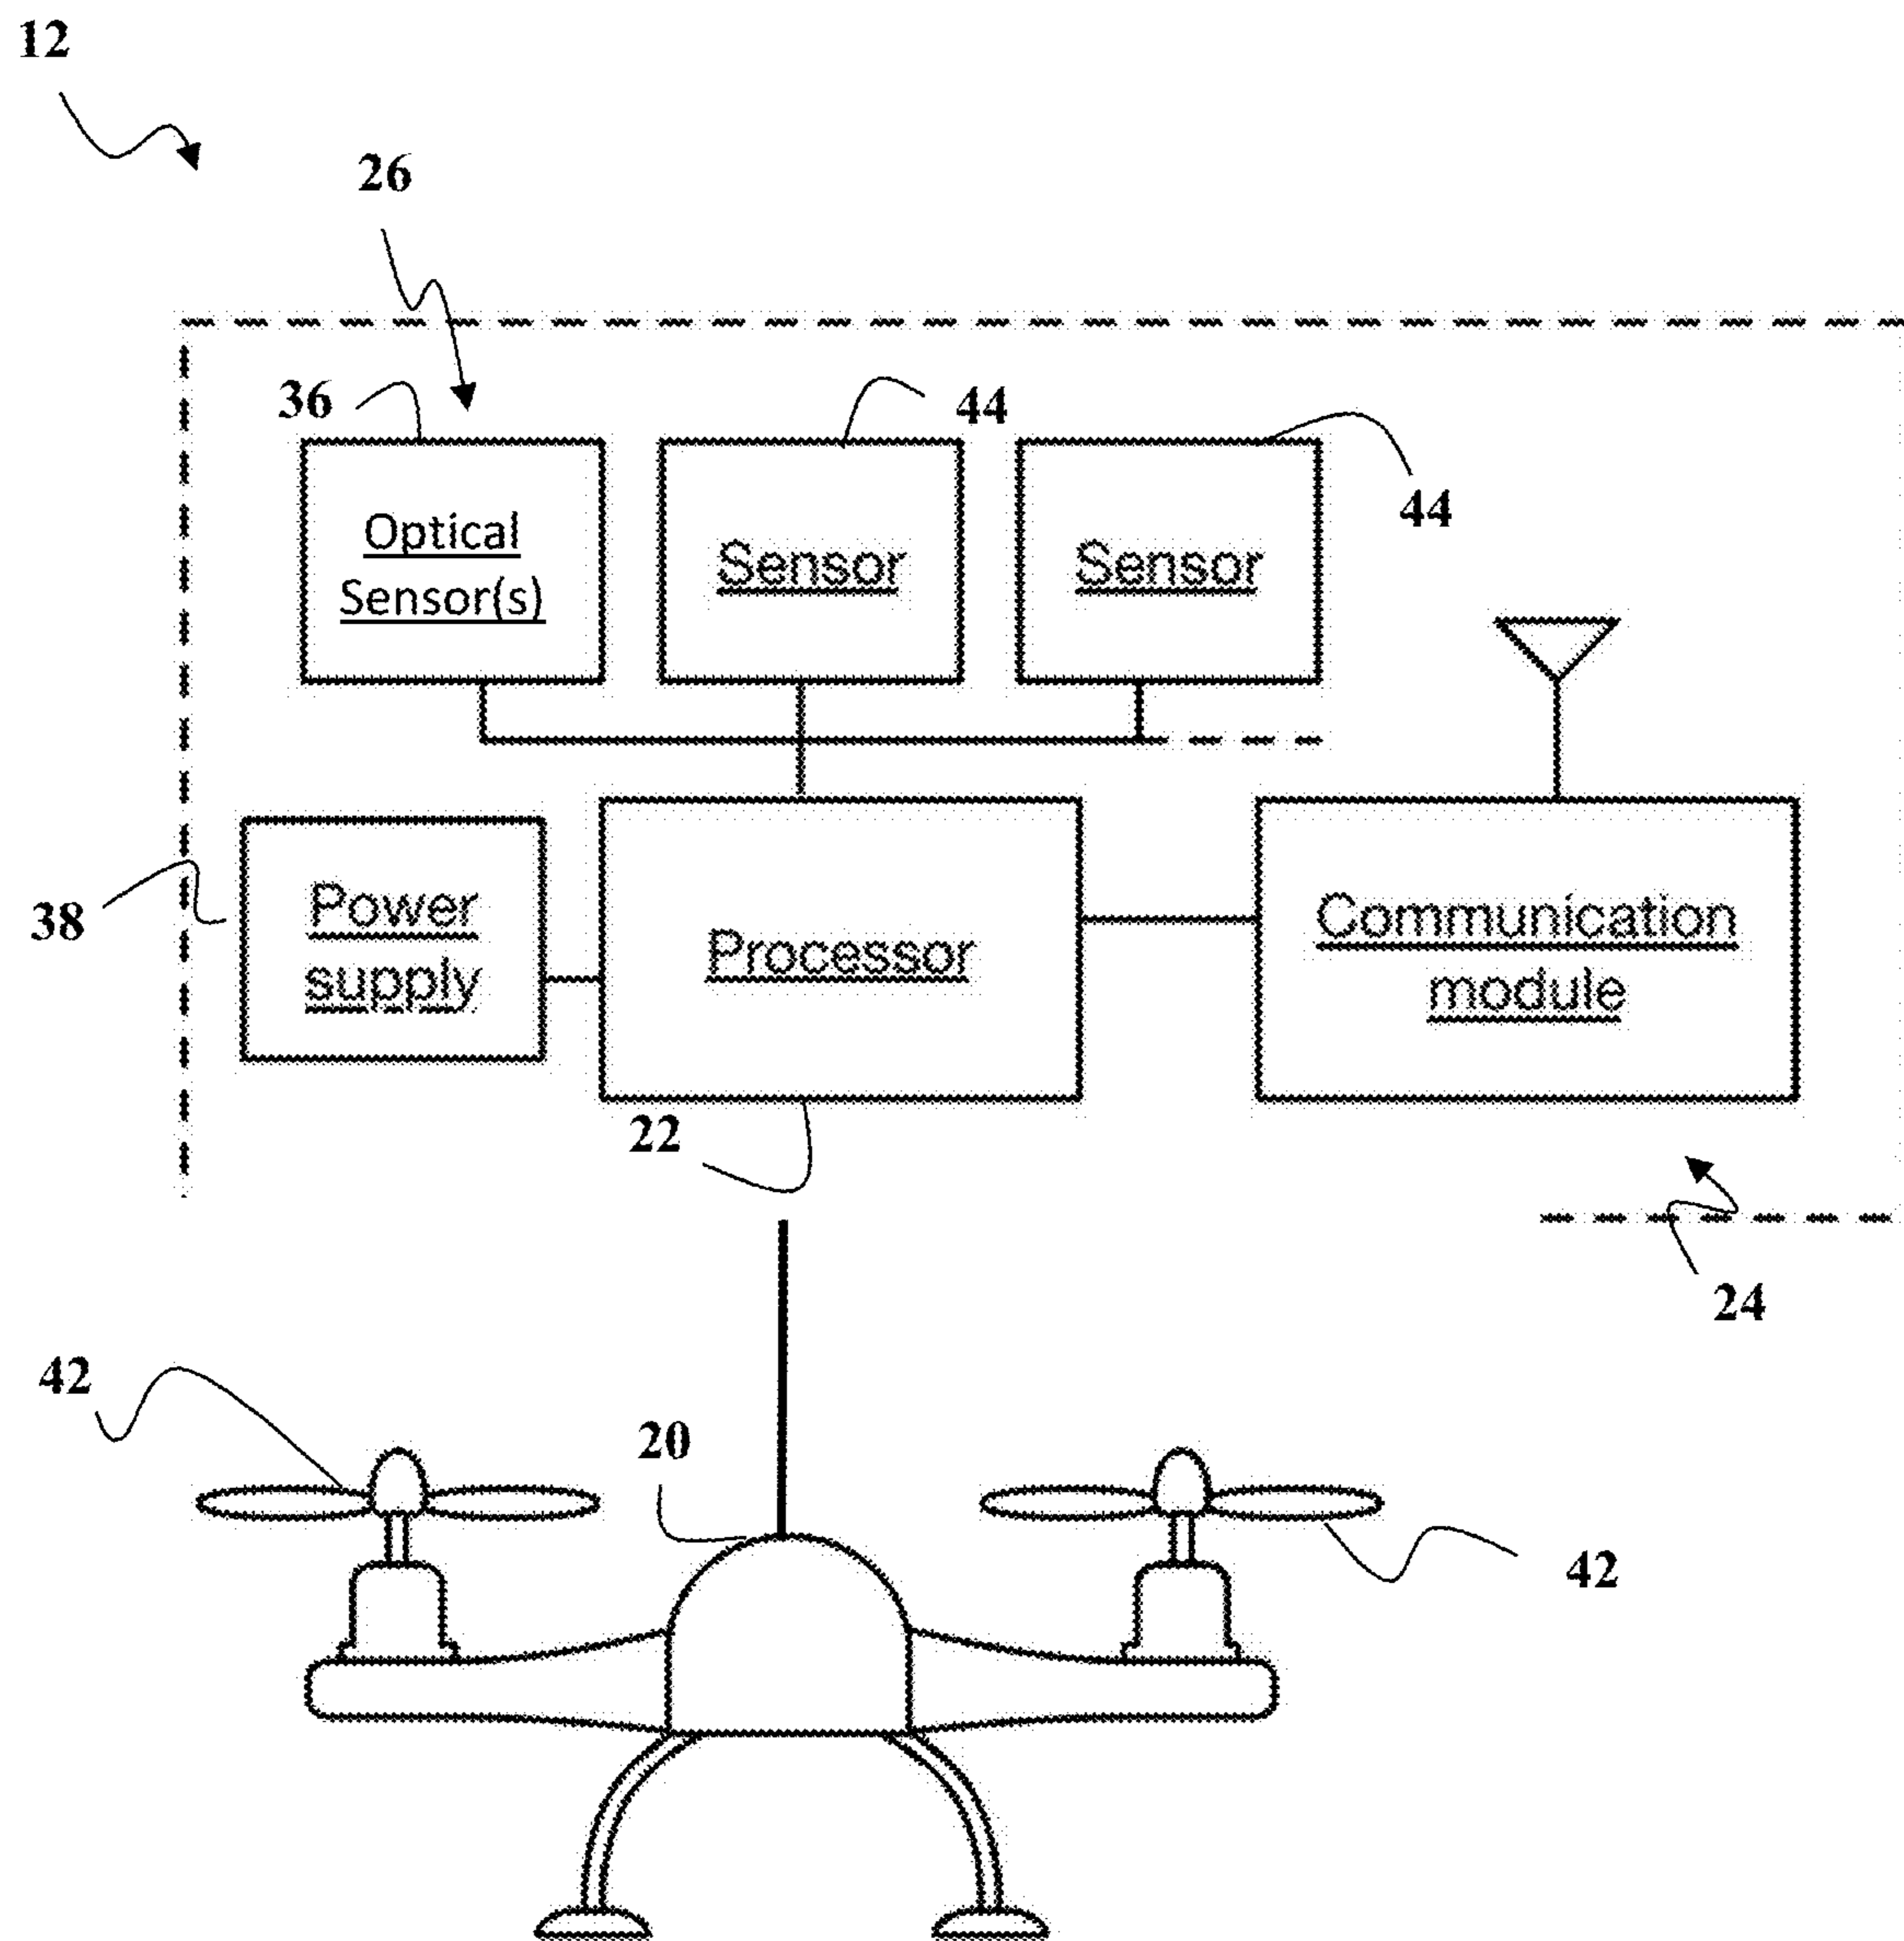 12
26
36
44
44
Optical
Sensor(s)
Sensor
Sensor
38
Power
supply
Processor
Communication
module
22
24
42
20
42